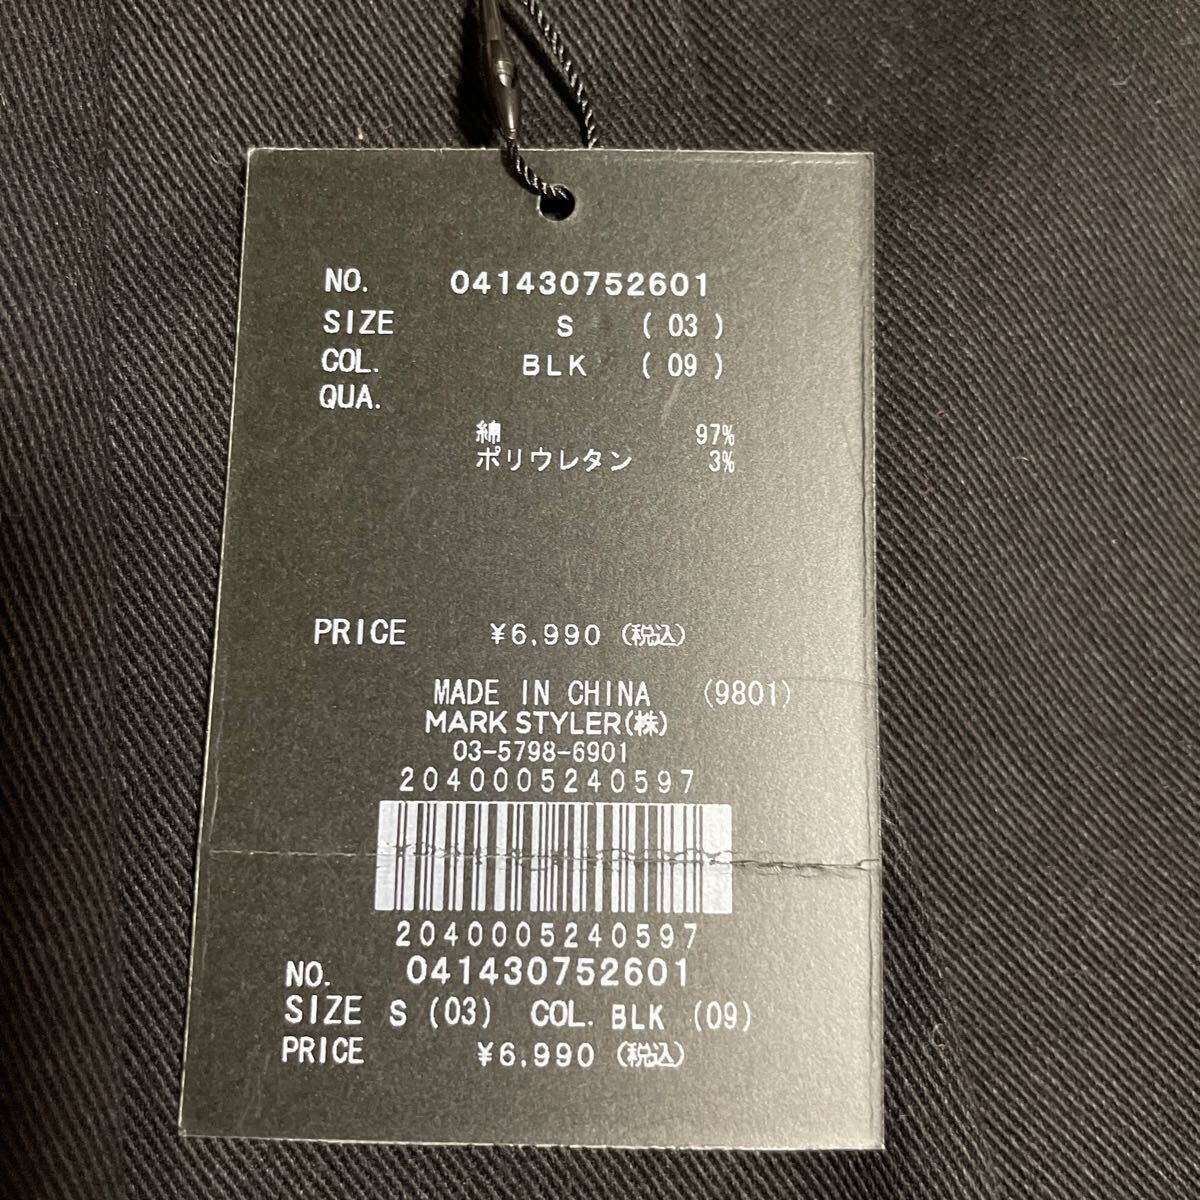 NO. 041430752601
SIZE S (03)
COL. BLK (09)
QUA.
綿 97%
ポリウレタン 3%
PRICE ¥6,990 (税込)
MADE IN CHINA (9801)
MARK STYLER(株)
03-5798-6901
2040005240597
2040005240597
NO. 041430752601
SIZE S (03) COL. BLK (09)
PRICE ¥6,990 (税込)